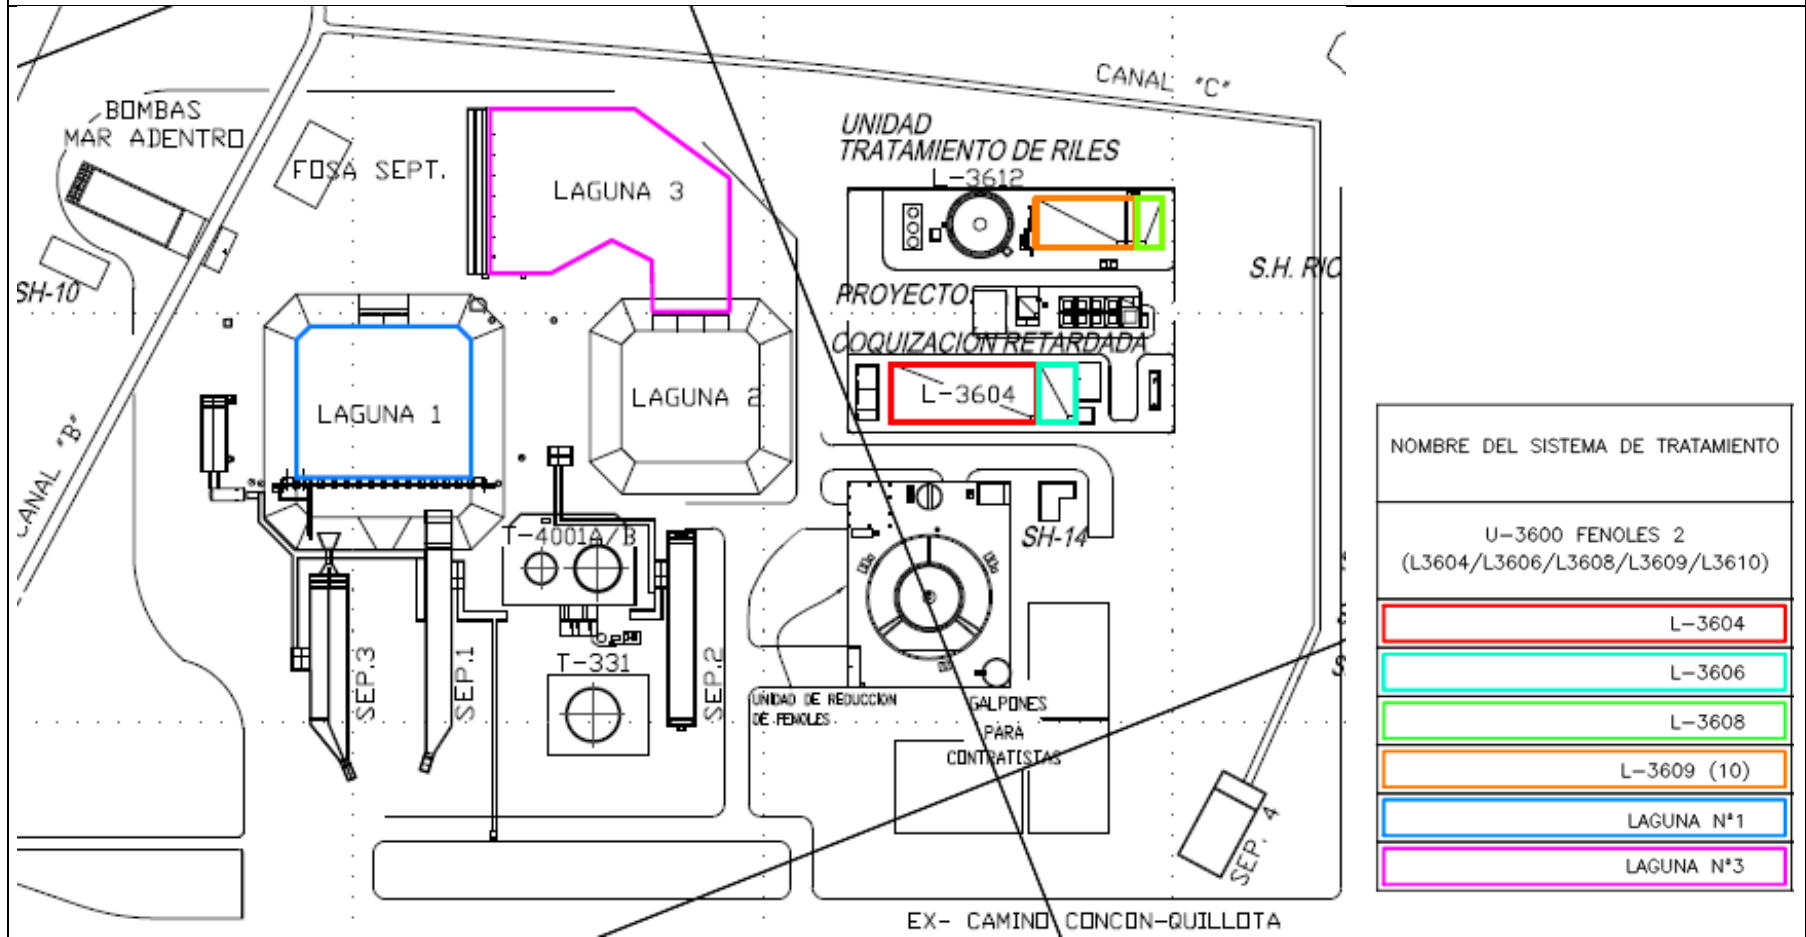 CANAL "C"
BOMBAS
MAR ADENTRO
FOSA SEPT.
LAGUNA 3
UNIDAD
TRATAMIENTO DE RILES
L-3612
SH-10
S.H. RIO
PROYECTO
COQUIZACION RETARDADA
LAGUNA 1
LAGUNA 2
L-3604
CANAL "B"
T-4001A/B
SH-14
T-331
SEP.3
SEP.1
SEP.2
UNIDAD DE REDUCCION
DE FENOLES
GALPONES
PARA
CONTRATISTAS
SEP. 4
EX- CAMINO CONCON-QUILLOTA
NOMBRE DEL SISTEMA DE TRATAMIENTO
U-3600 FENOLES 2
(L3604/L3606/L3608/L3609/L3610)
L-3604
L-3606
L-3608
L-3609 (10)
LAGUNA Nº1
LAGUNA Nº3